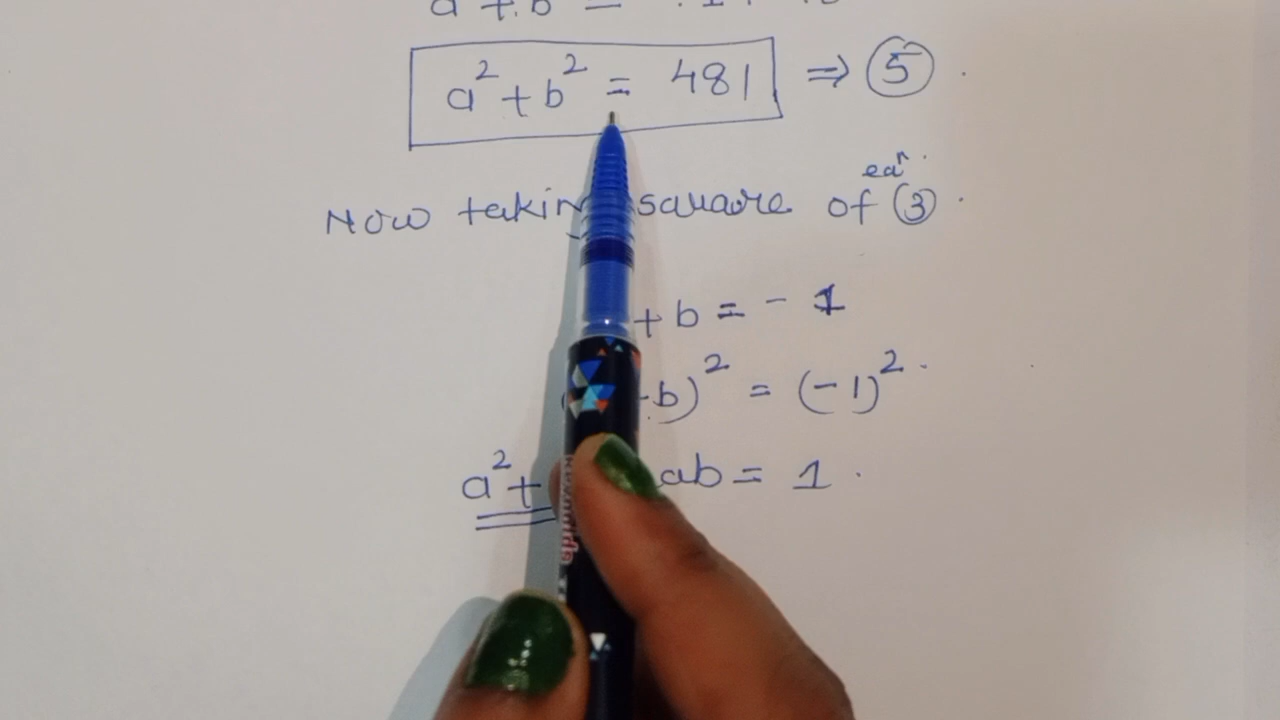 a² + b² = 481 ⇒ ⑤ .
Now taking square of eqⁿ ③ .
+ b = - 1
b)² = (-1)² .
a² + ab = 1 .